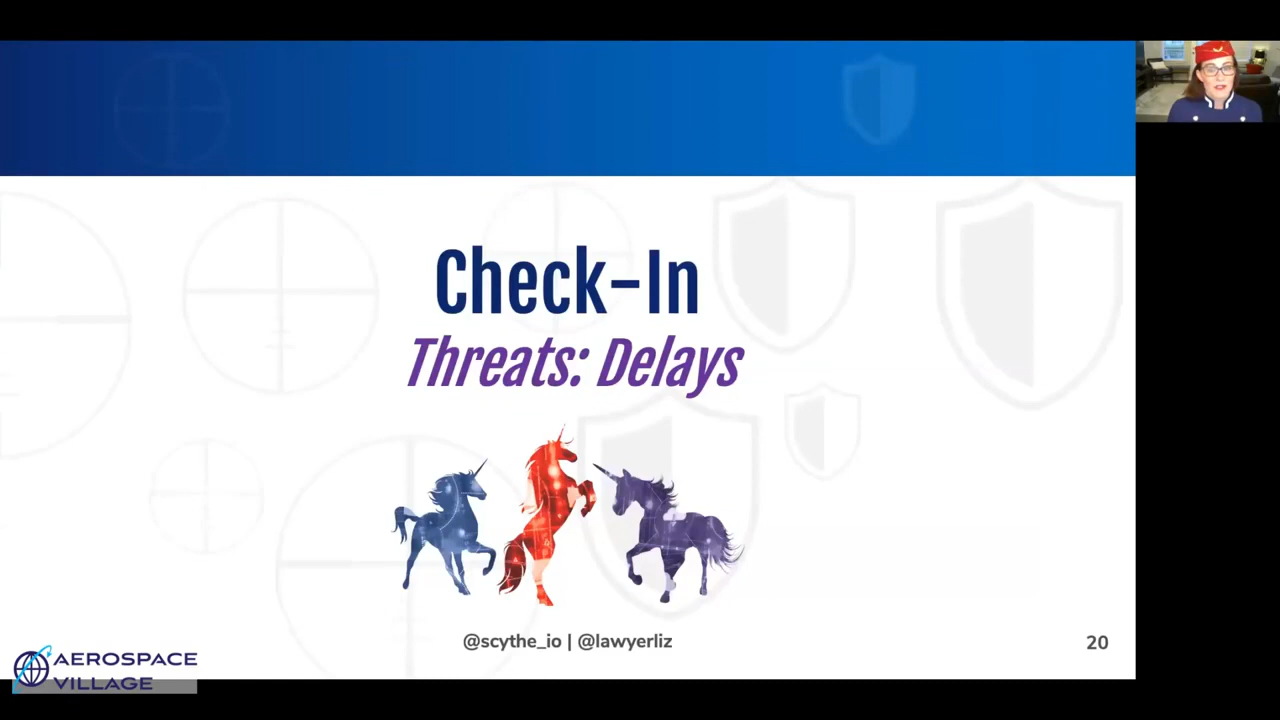 Check-In
Threats: Delays
@scythe_io | @lawyerliz
20
AEROSPACE
VILLAGE